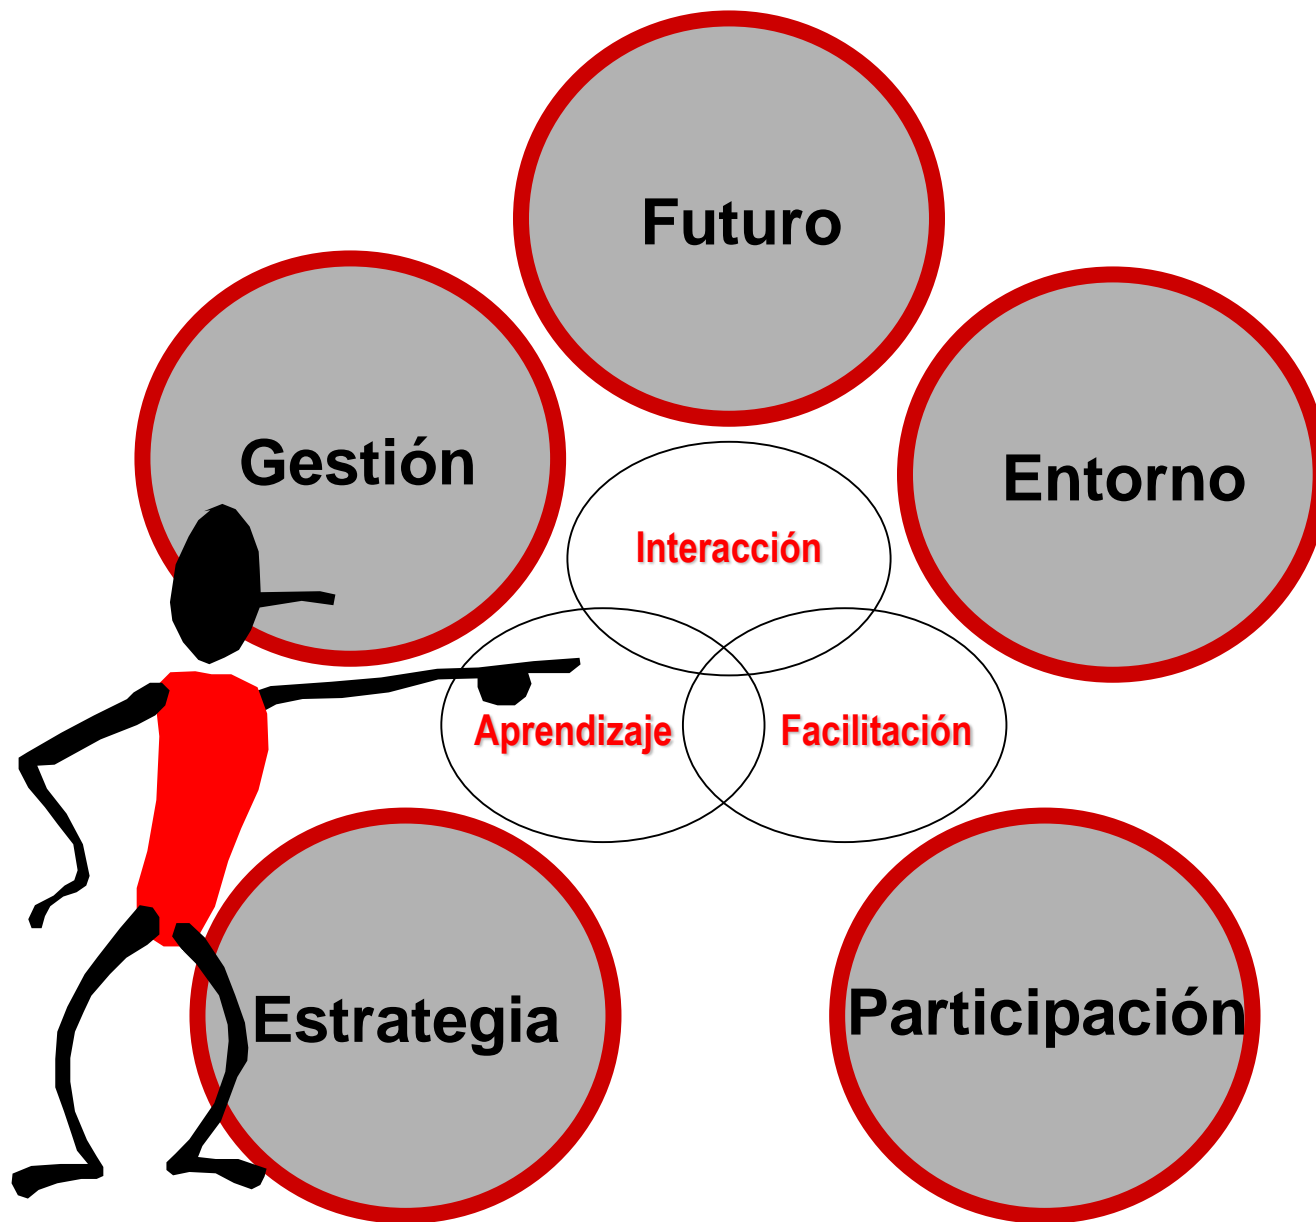 Futuro
Gestión
Entorno
Interacción
Aprendizaje
Facilitación
Estrategia
Participación